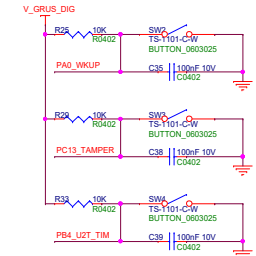 V_GRUS_DIG
R25 10K SW2
R0402 TS-1101-C-W
BUTTON_0603025
PA0_WKUP C35 100nF 10V
C0402
R29 10K SW3
R0402 TS-1101-C-W
BUTTON_0603025
PC13_TAMPER C38 100nF 10V
C0402
R33 10K SW4
R0402 TS-1101-C-W
BUTTON_0603025
PB4_U2T_TIM C39 100nF 10V
C0402